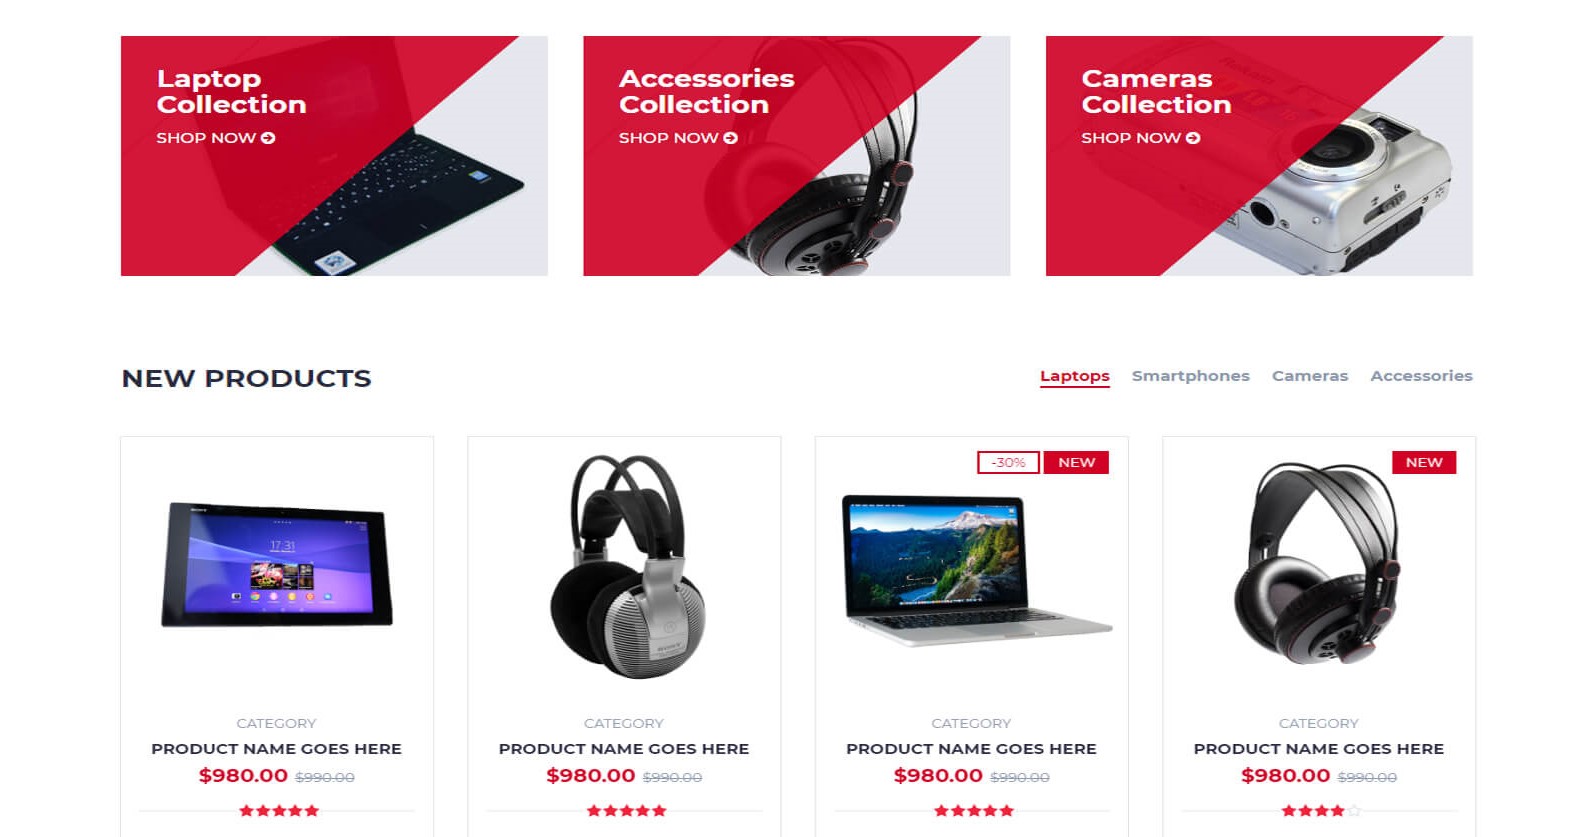 Laptop
Collection
SHOP NOW
Accessories
Collection
SHOP NOW
Cameras
Collection
SHOP NOW
NEW PRODUCTS
Laptops Smartphones Cameras Accessories
17:31
CATEGORY
PRODUCT NAME GOES HERE
$980.00 $990.00
SONY
CATEGORY
PRODUCT NAME GOES HERE
$980.00 $990.00
-30% NEW
CATEGORY
PRODUCT NAME GOES HERE
$980.00 $990.00
NEW
CATEGORY
PRODUCT NAME GOES HERE
$980.00 $990.00